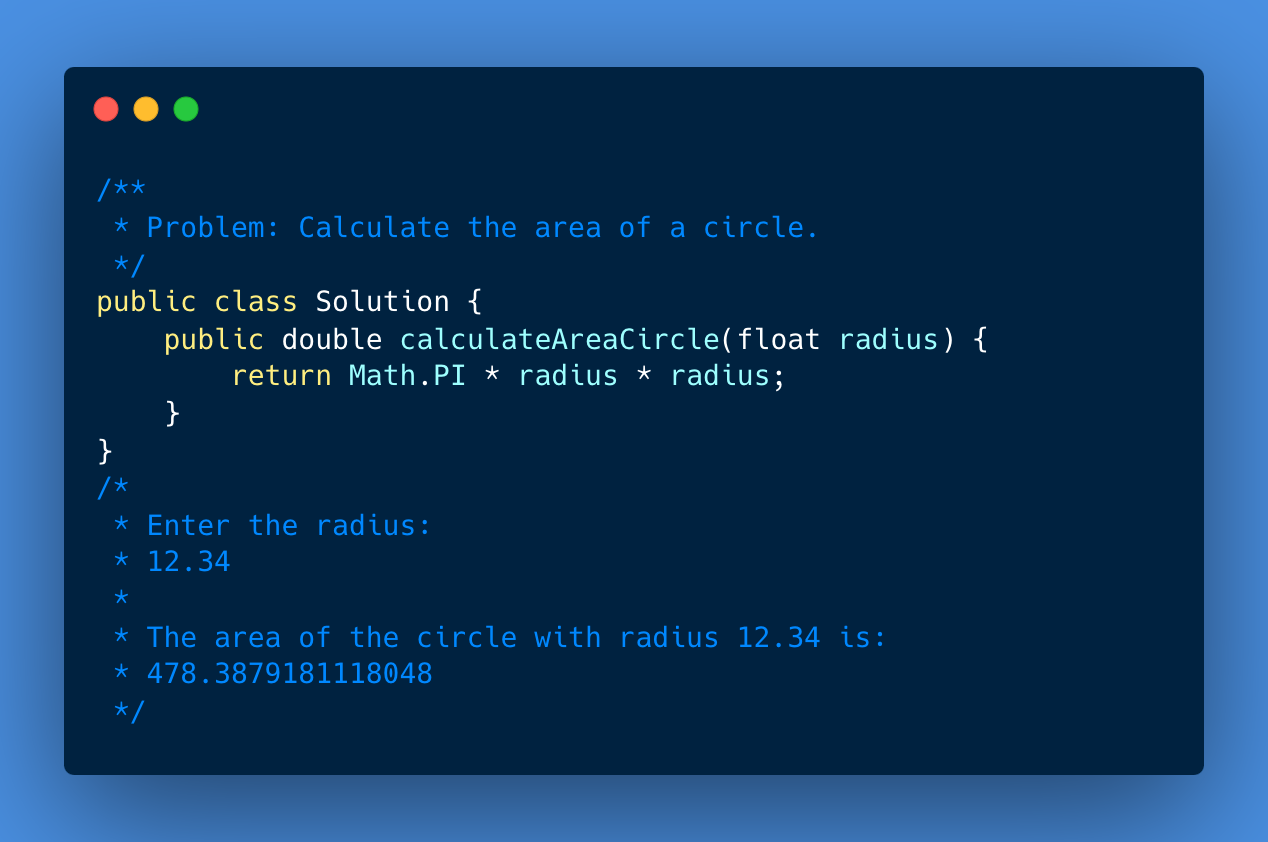 /**
 * Problem: Calculate the area of a circle.
 */
public class Solution {
    public double calculateAreaCircle(float radius) {
        return Math.PI * radius * radius;
    }
}
/*
 * Enter the radius:
 * 12.34
 *
 * The area of the circle with radius 12.34 is:
 * 478.3879181118048
 */